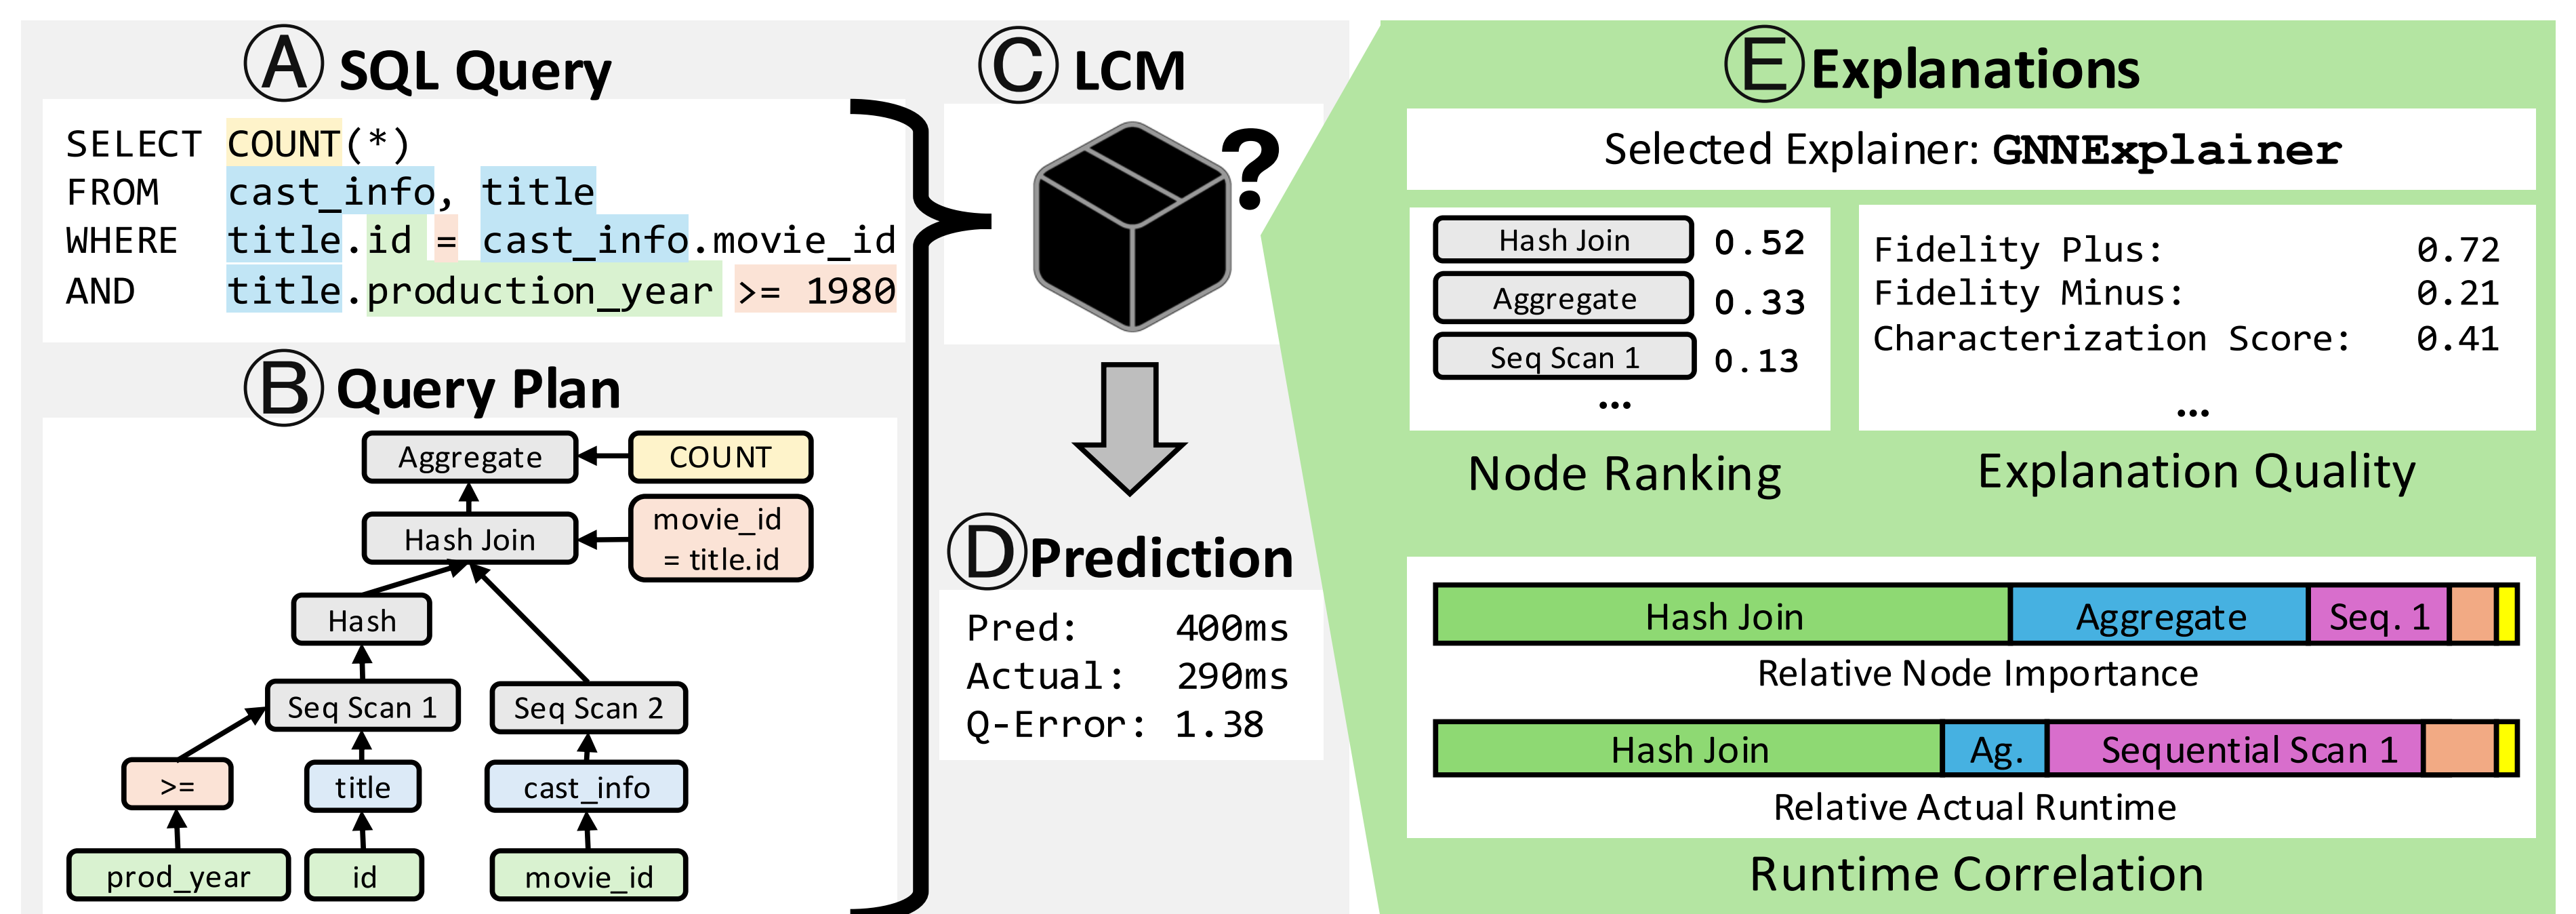 Ⓐ SQL Query
SELECT COUNT(*)
FROM cast_info, title
WHERE title.id = cast_info.movie_id
AND title.production_year >= 1980
Ⓑ Query Plan
Aggregate
COUNT
Hash Join
movie_id
= title.id
Hash
Seq Scan 1
Seq Scan 2
>=
title
cast_info
prod_year
id
movie_id
Ⓒ LCM
?
Ⓓ Prediction
Pred: 400ms
Actual: 290ms
Q-Error: 1.38
Ⓔ Explanations
Selected Explainer: GNNExplainer
Hash Join 0.52
Aggregate 0.33
Seq Scan 1 0.13
...
Node Ranking
Fidelity Plus: 0.72
Fidelity Minus: 0.21
Characterization Score: 0.41
...
Explanation Quality
Hash Join Aggregate Seq. 1
Relative Node Importance
Hash Join Ag. Sequential Scan 1
Relative Actual Runtime
Runtime Correlation